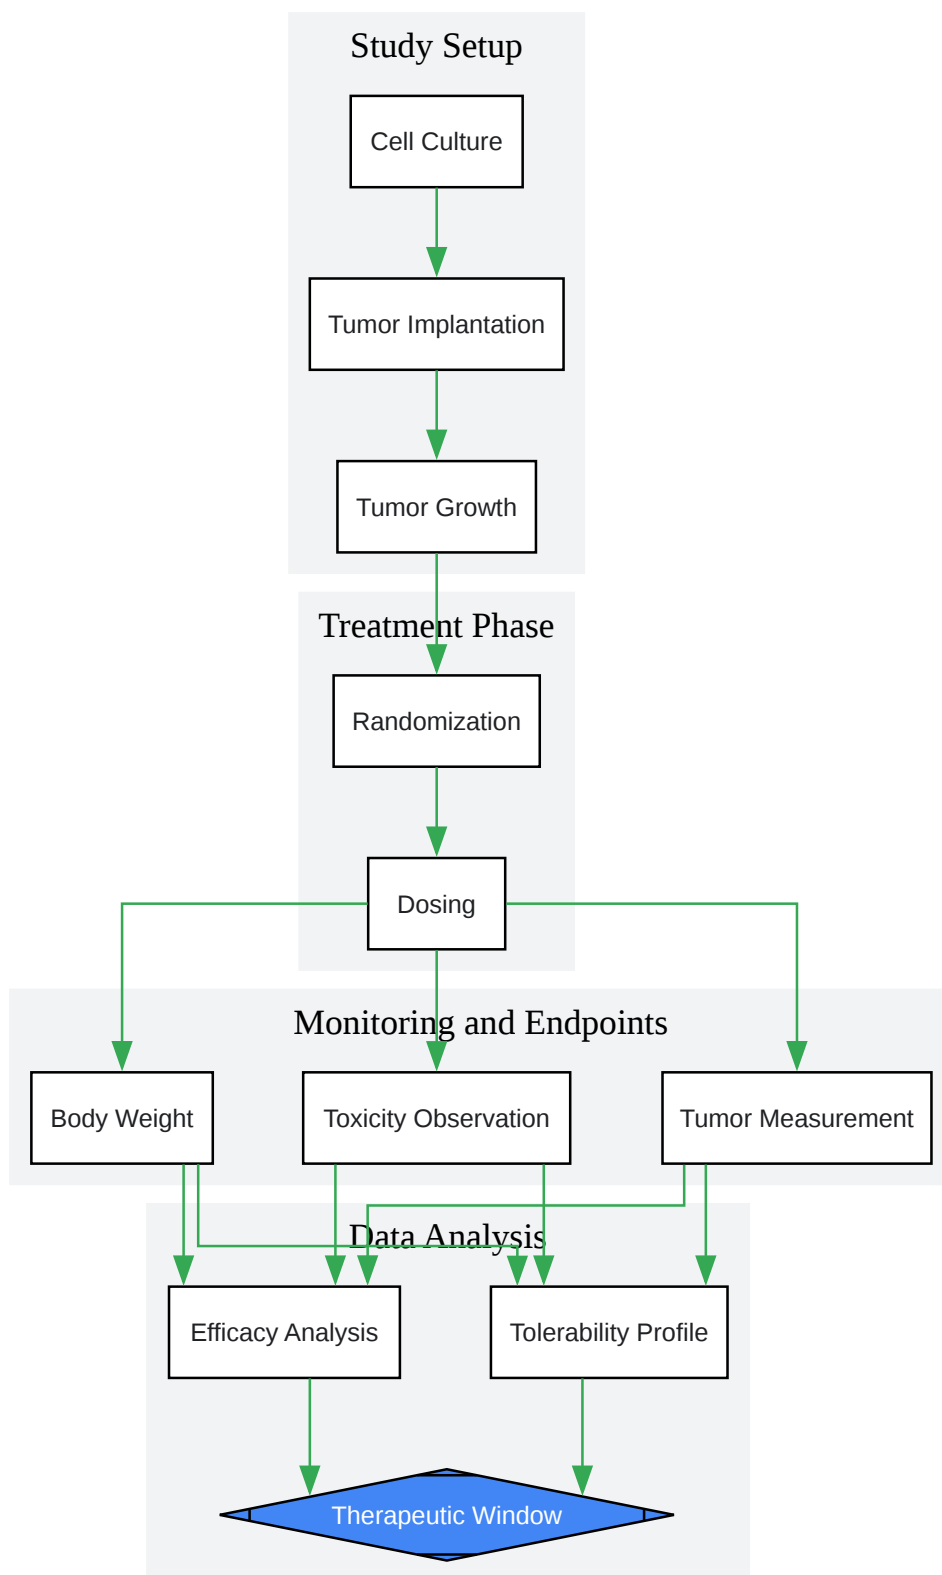 Study Setup
Cell Culture
Tumor Implantation
Tumor Growth
Treatment Phase
Randomization
Dosing
Monitoring and Endpoints
Body Weight
Toxicity Observation
Tumor Measurement
Data Analysis
Efficacy Analysis
Tolerability Profile
Therapeutic Window